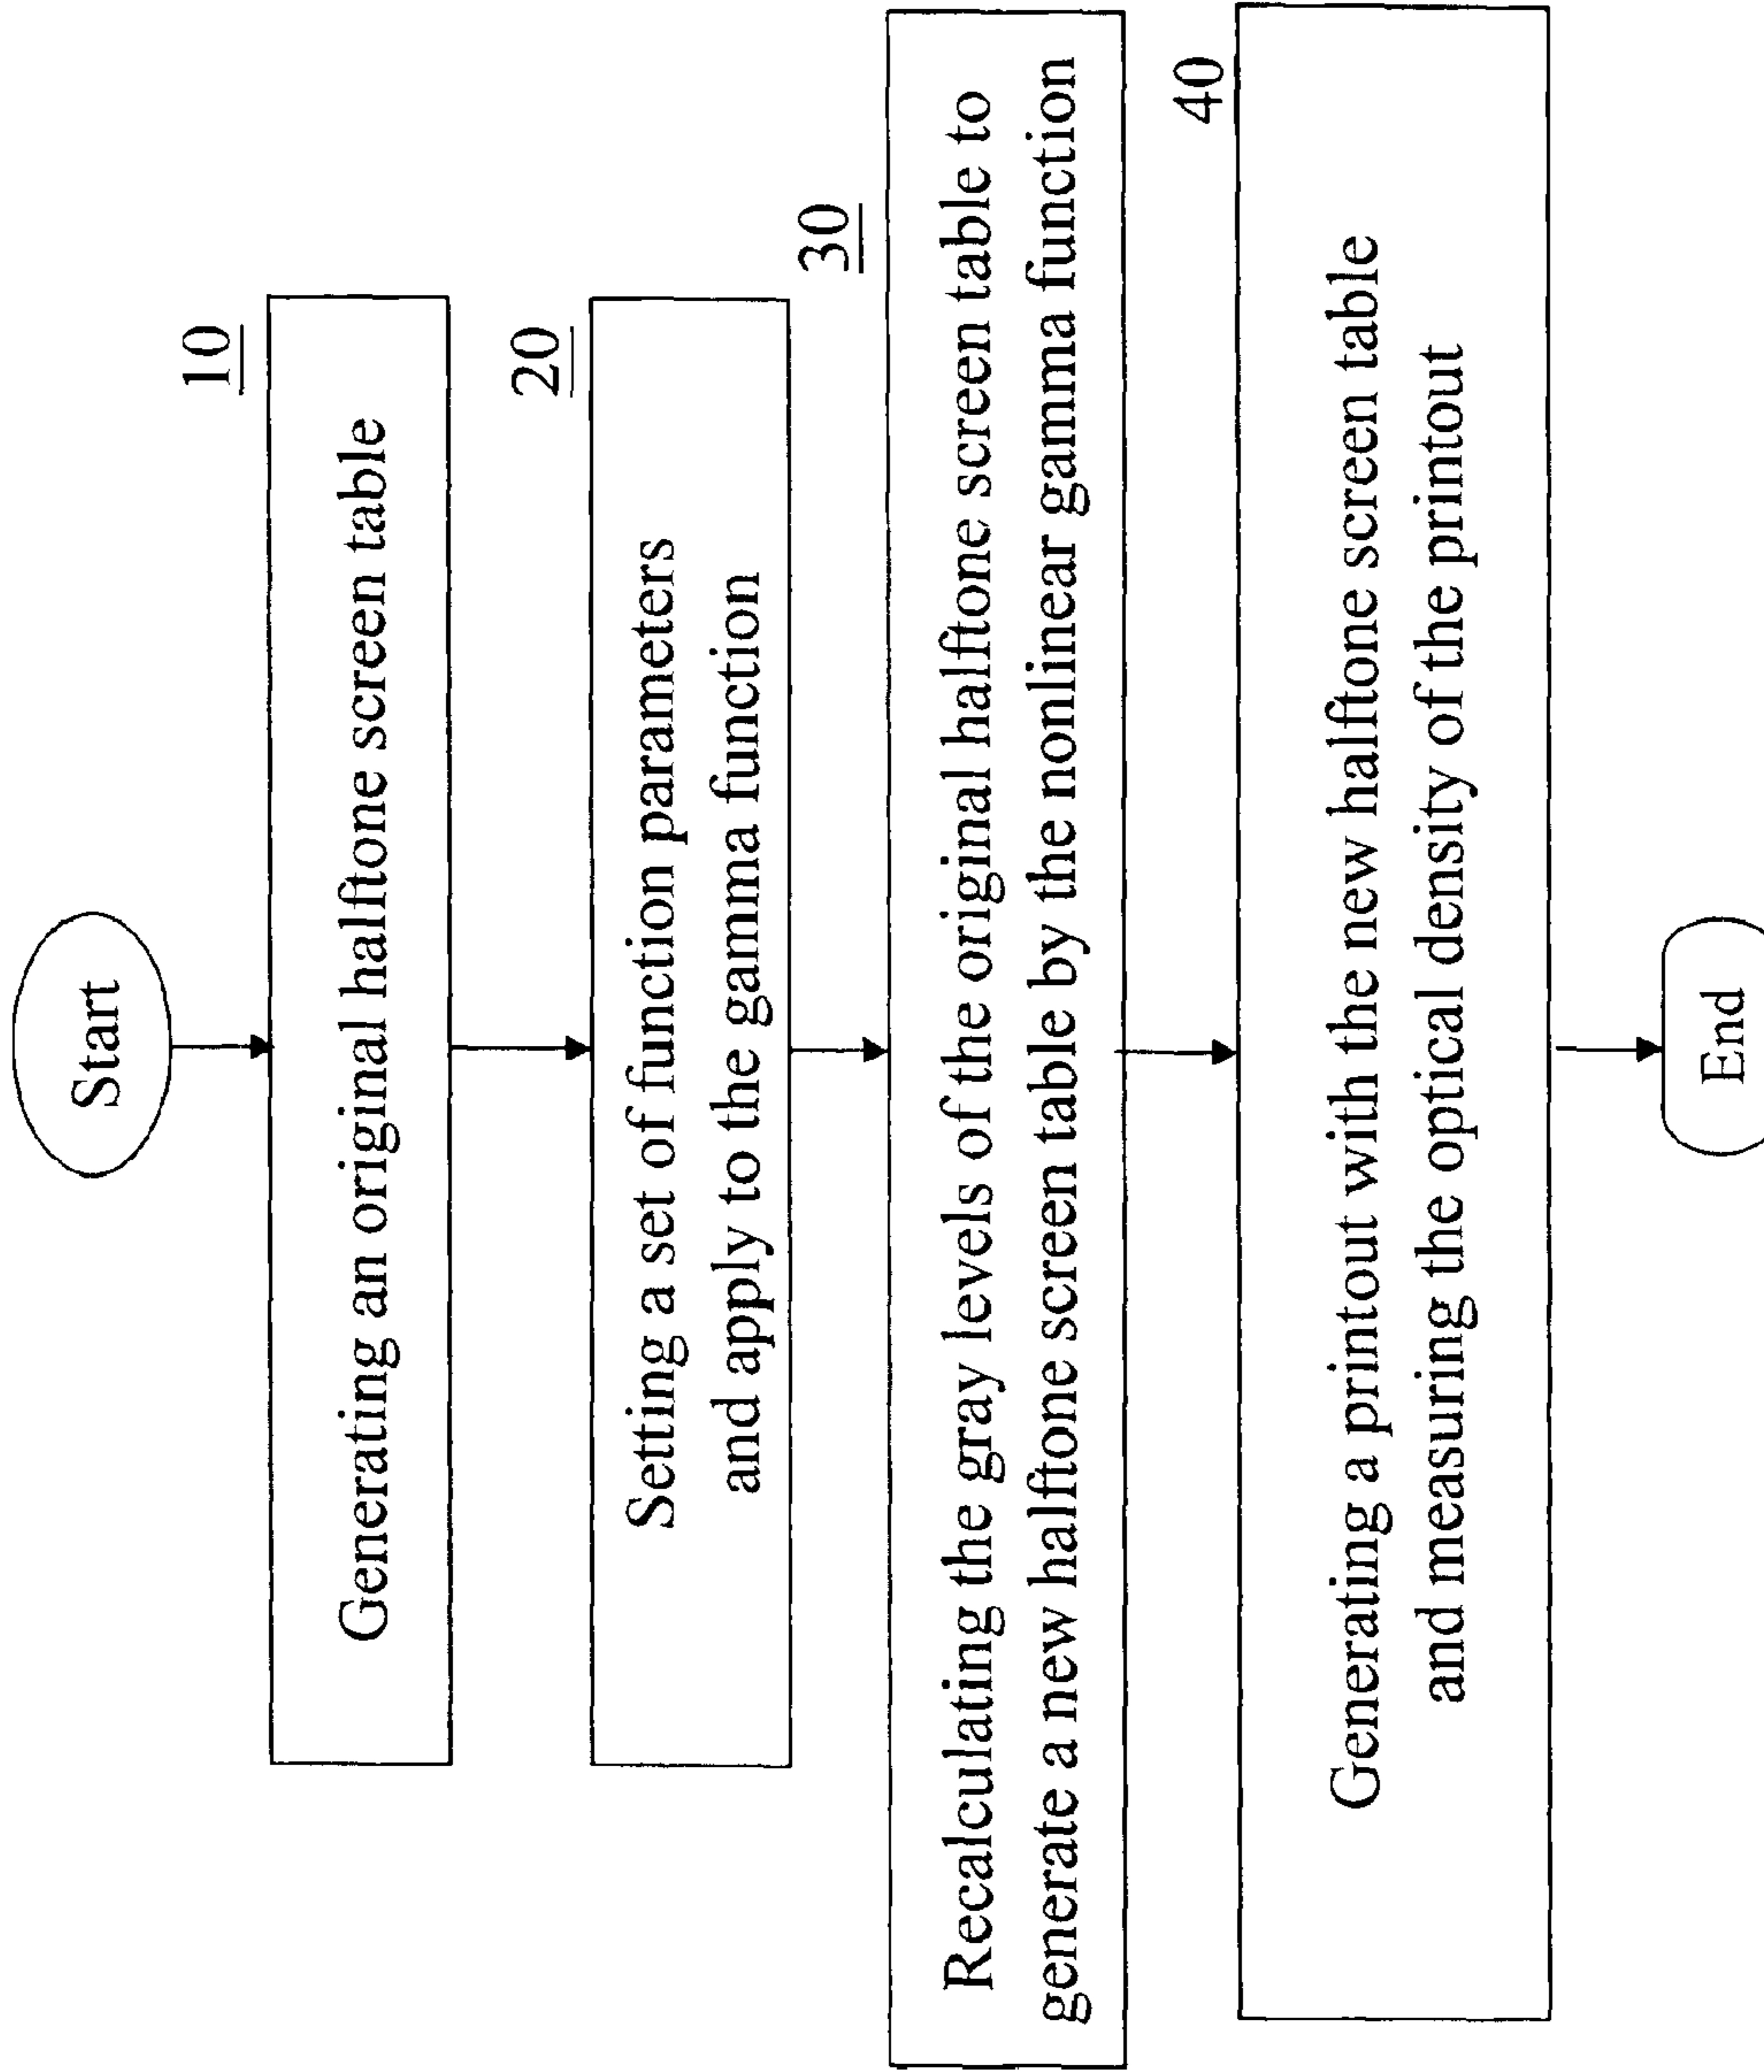 Start
10
Generating an original halftone screen table
20
Setting a set of function parameters
and apply to the gamma function
30
Recalculating the gray levels of the original halftone screen table to
generate a new halftone screen table by the nonlinear gamma function
40
Generating a printout with the new halftone screen table
and measuring the optical density of the printout
End